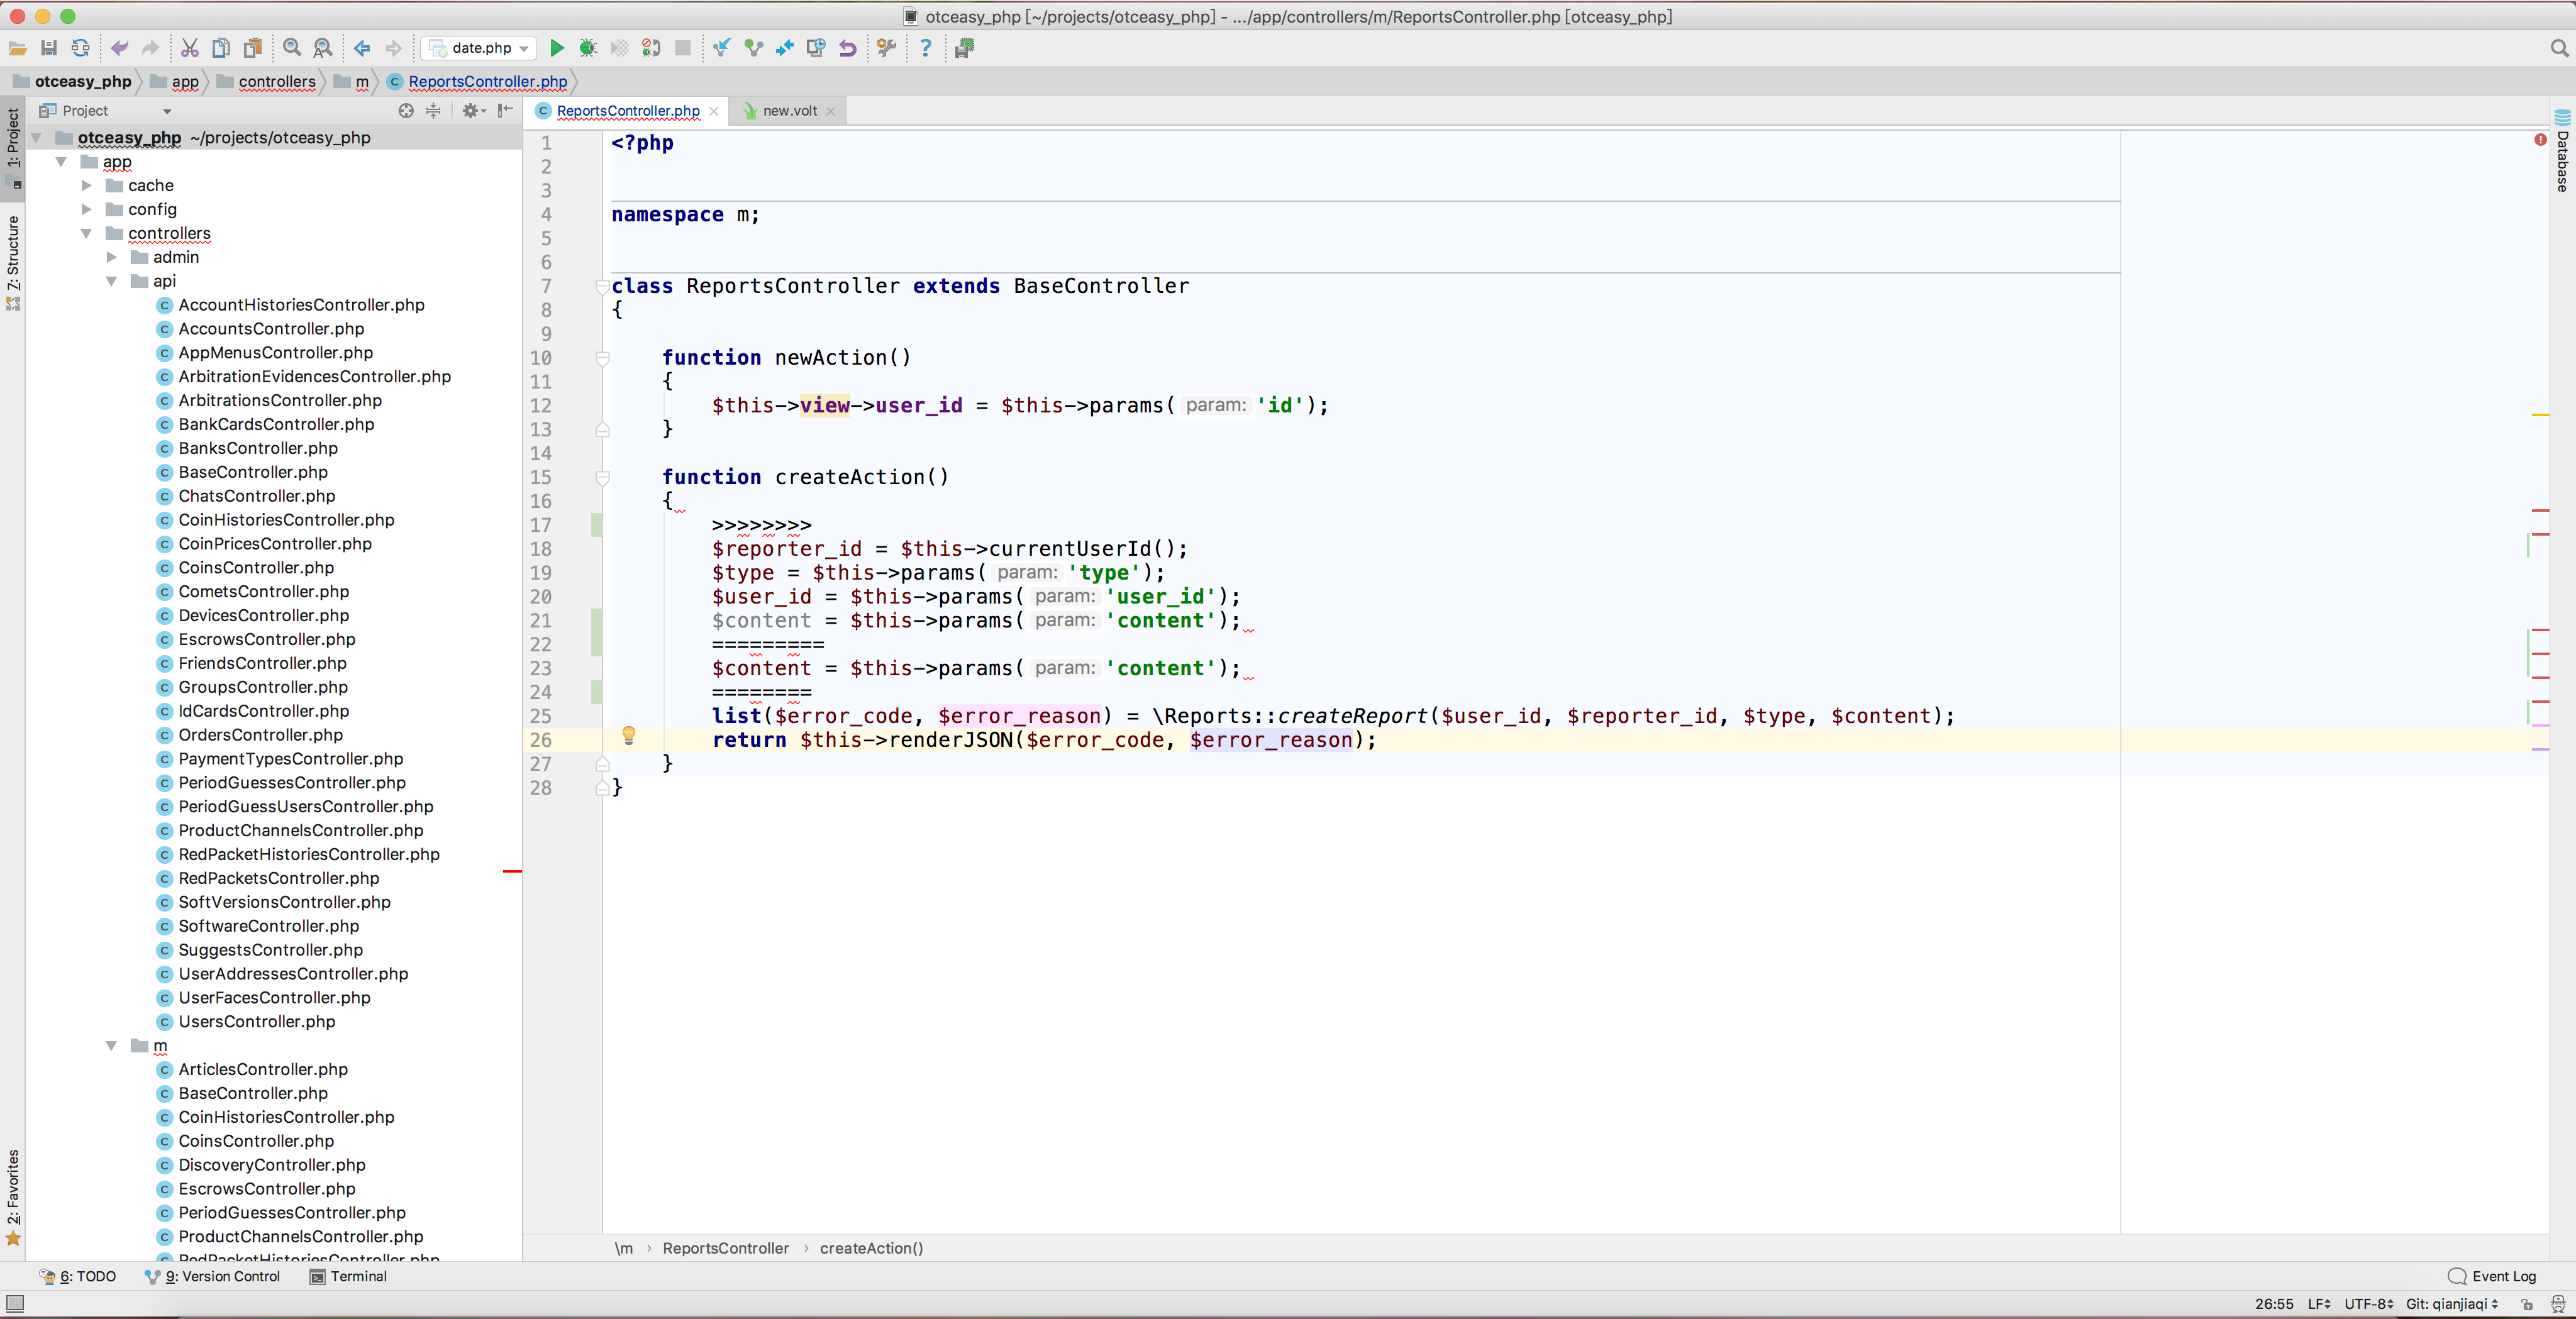 otceasy_php [~/projects/otceasy_php] - .../app/controllers/m/ReportsController.php [otceasy_php]
date.php
otceasy_php app controllers m ReportsController.php
1: Project
7: Structure
2: Favorites
Project
otceasy_php ~/projects/otceasy_php
app
cache
config
controllers
admin
api
AccountHistoriesController.php
AccountsController.php
AppMenusController.php
ArbitrationEvidencesController.php
ArbitrationsController.php
BankCardsController.php
BanksController.php
BaseController.php
ChatsController.php
CoinHistoriesController.php
CoinPricesController.php
CoinsController.php
CometsController.php
DevicesController.php
EscrowsController.php
FriendsController.php
GroupsController.php
IdCardsController.php
OrdersController.php
PaymentTypesController.php
PeriodGuessesController.php
PeriodGuessUsersController.php
ProductChannelsController.php
RedPacketHistoriesController.php
RedPacketsController.php
SoftVersionsController.php
SoftwareController.php
SuggestsController.php
UserAddressesController.php
UserFacesController.php
UsersController.php
m
ArticlesController.php
BaseController.php
CoinHistoriesController.php
CoinsController.php
DiscoveryController.php
EscrowsController.php
PeriodGuessesController.php
ProductChannelsController.php
RedPacketHistoriesController.php
ReportsController.php new.volt
1 <?php
2
3
4 namespace m;
5
6
7 class ReportsController extends BaseController
8 {
9
10 function newAction()
11 {
12 $this->view->user_id = $this->params( param: 'id');
13 }
14
15 function createAction()
16 {
17 >>>>>>>>
18 $reporter_id = $this->currentUserId();
19 $type = $this->params( param: 'type');
20 $user_id = $this->params( param: 'user_id');
21 $content = $this->params( param: 'content');
22 =========
23 $content = $this->params( param: 'content');
24 ========
25 list($error_code, $error_reason) = \Reports::createReport($user_id, $reporter_id, $type, $content);
26 return $this->renderJSON($error_code, $error_reason);
27 }
28 }
Database
\m › ReportsController › createAction()
6: TODO 9: Version Control Terminal Event Log
26:55 LF UTF-8 Git: qianjiaqi